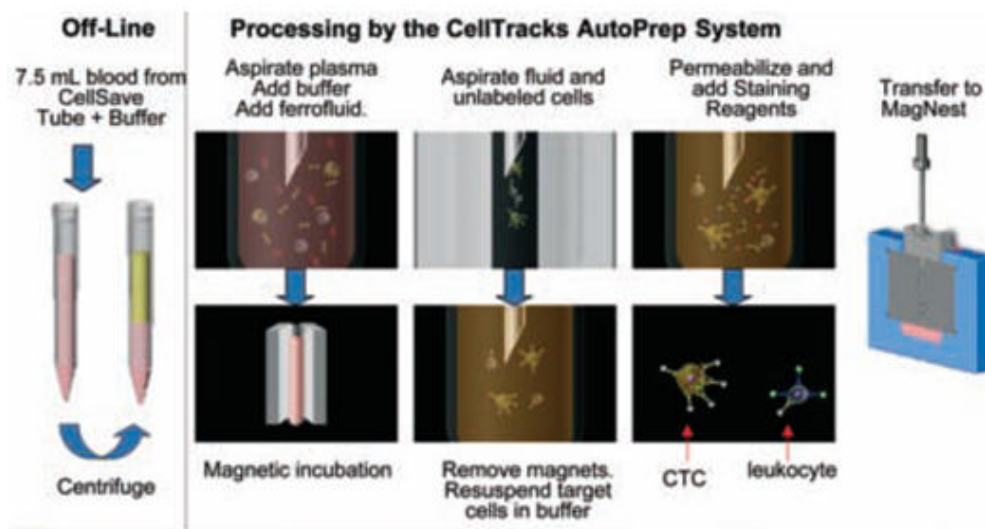 Off-Line
7.5 mL blood from
CellSave
Tube + Buffer
Centrifuge
Processing by the CellTracks AutoPrep System
Aspirate plasma
Add buffer
Add ferrofluid.
Magnetic incubation
Aspirate fluid and
unlabeled cells
Remove magnets.
Resuspend target
cells in buffer
Permeabilize and
add Staining
Reagents
CTC
leukocyte
Transfer to
MagNest